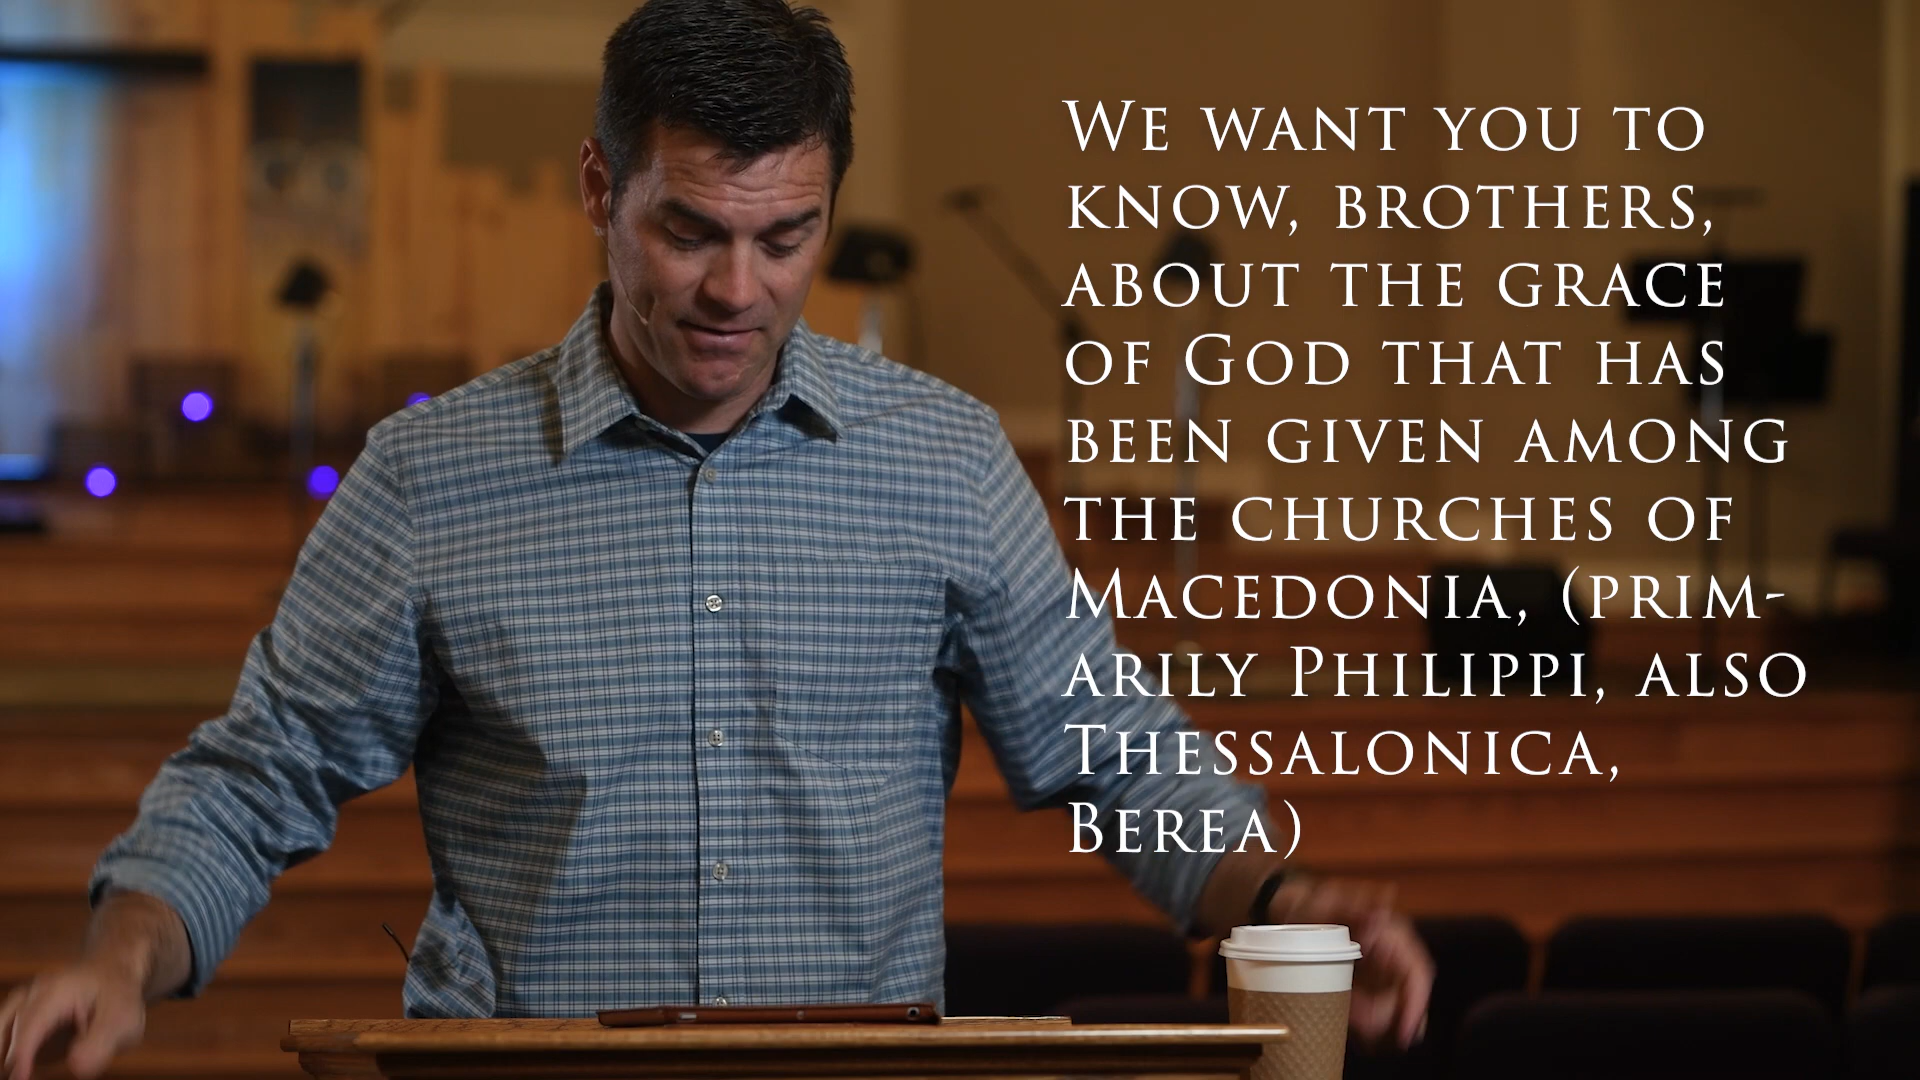 We want you to
know, brothers,
about the grace
of God that has
been given among
the churches of
Macedonia, (prim-
arily Philippi, also
Thessalonica,
Berea)